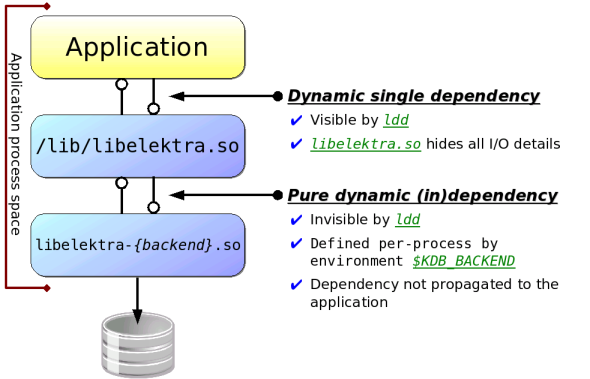 Application
Application process space
Dynamic single dependency
✔ Visible by ldd
✔ libelektra.so hides all I/O details
/lib/libelektra.so
Pure dynamic (in)dependency
✔ Invisible by ldd
✔ Defined per-process by
environment $KDB_BACKEND
✔ Dependency not propagated to the
application
libelektra-{backend}.so